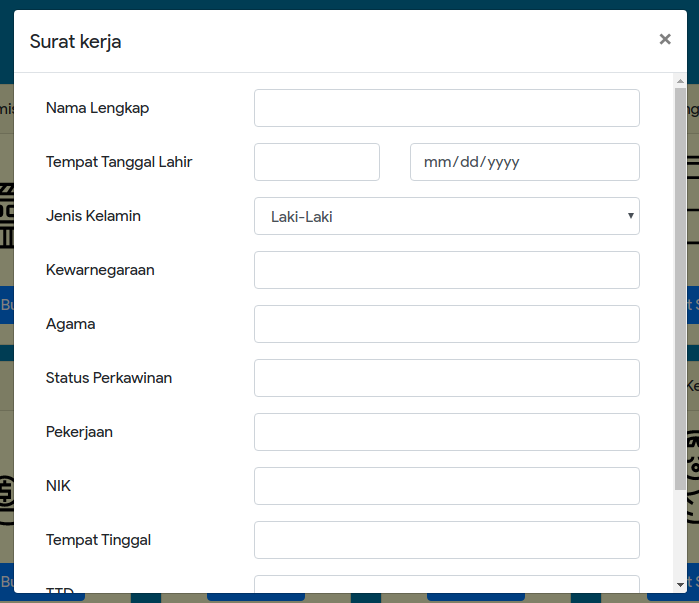 Surat kerja
×
Nama Lengkap
Tempat Tanggal Lahir mm/dd/yyyy
Jenis Kelamin Laki-Laki
Kewarnegaraan
Agama
Status Perkawinan
Pekerjaan
NIK
Tempat Tinggal
TTD